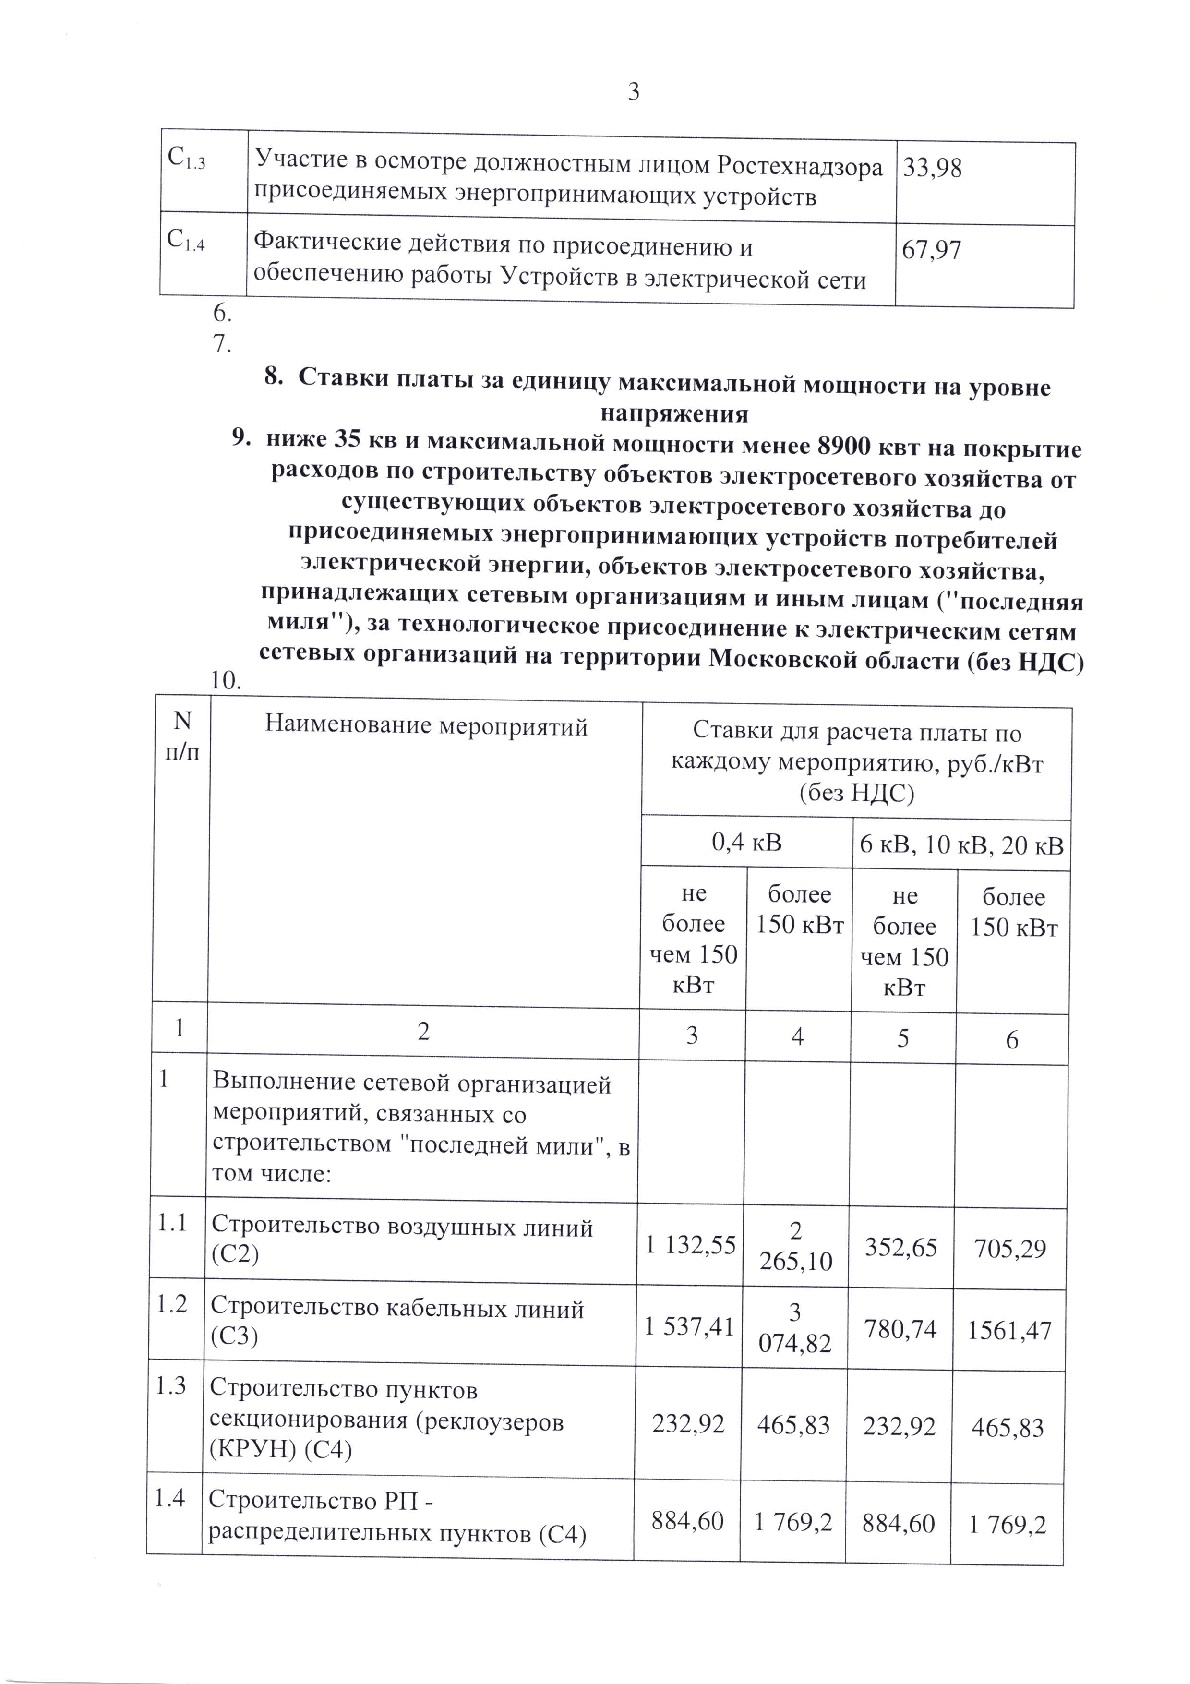 3
C1.3 Участие в осмотре должностным лицом Ростехнадзора 33,98
присоединяемых энергопринимающих устройств
C1.4 Фактические действия по присоединению и 67,97
обеспечению работы Устройств в электрической сети
6.
7.
8. Ставки платы за единицу максимальной мощности на уровне
напряжения
9. ниже 35 кв и максимальной мощности менее 8900 квт на покрытие
расходов по строительству объектов электросетевого хозяйства от
существующих объектов электросетевого хозяйства до
присоединяемых энергопринимающих устройств потребителей
электрической энергии, объектов электросетевого хозяйства,
принадлежащих сетевым организациям и иным лицам ("последняя
миля"), за технологическое присоединение к электрическим сетям
сетевых организаций на территории Московской области (без НДС)
10.
N
п/п
Наименование мероприятий
Ставки для расчета платы по
каждому мероприятию, руб./кВт
(без НДС)
0,4 кВ 6 кВ, 10 кВ, 20 кВ
не
более
чем 150
кВт
более
150 кВт
не
более
чем 150
кВт
более
150 кВт
1 2 3 4 5 6
1 Выполнение сетевой организацией
мероприятий, связанных со
строительством "последней мили", в
том числе:
1.1 Строительство воздушных линий
(С2)
1 132,55
2
265,10
352,65
705,29
1.2 Строительство кабельных линий
(С3)
1 537,41
3
074,82
780,74
1561,47
1.3 Строительство пунктов
секционирования (реклоузеров
(КРУН) (С4)
232,92 465,83 232,92 465,83
1.4 Строительство РП -
распределительных пунктов (С4)
884,60 1 769,2 884,60 1 769,2